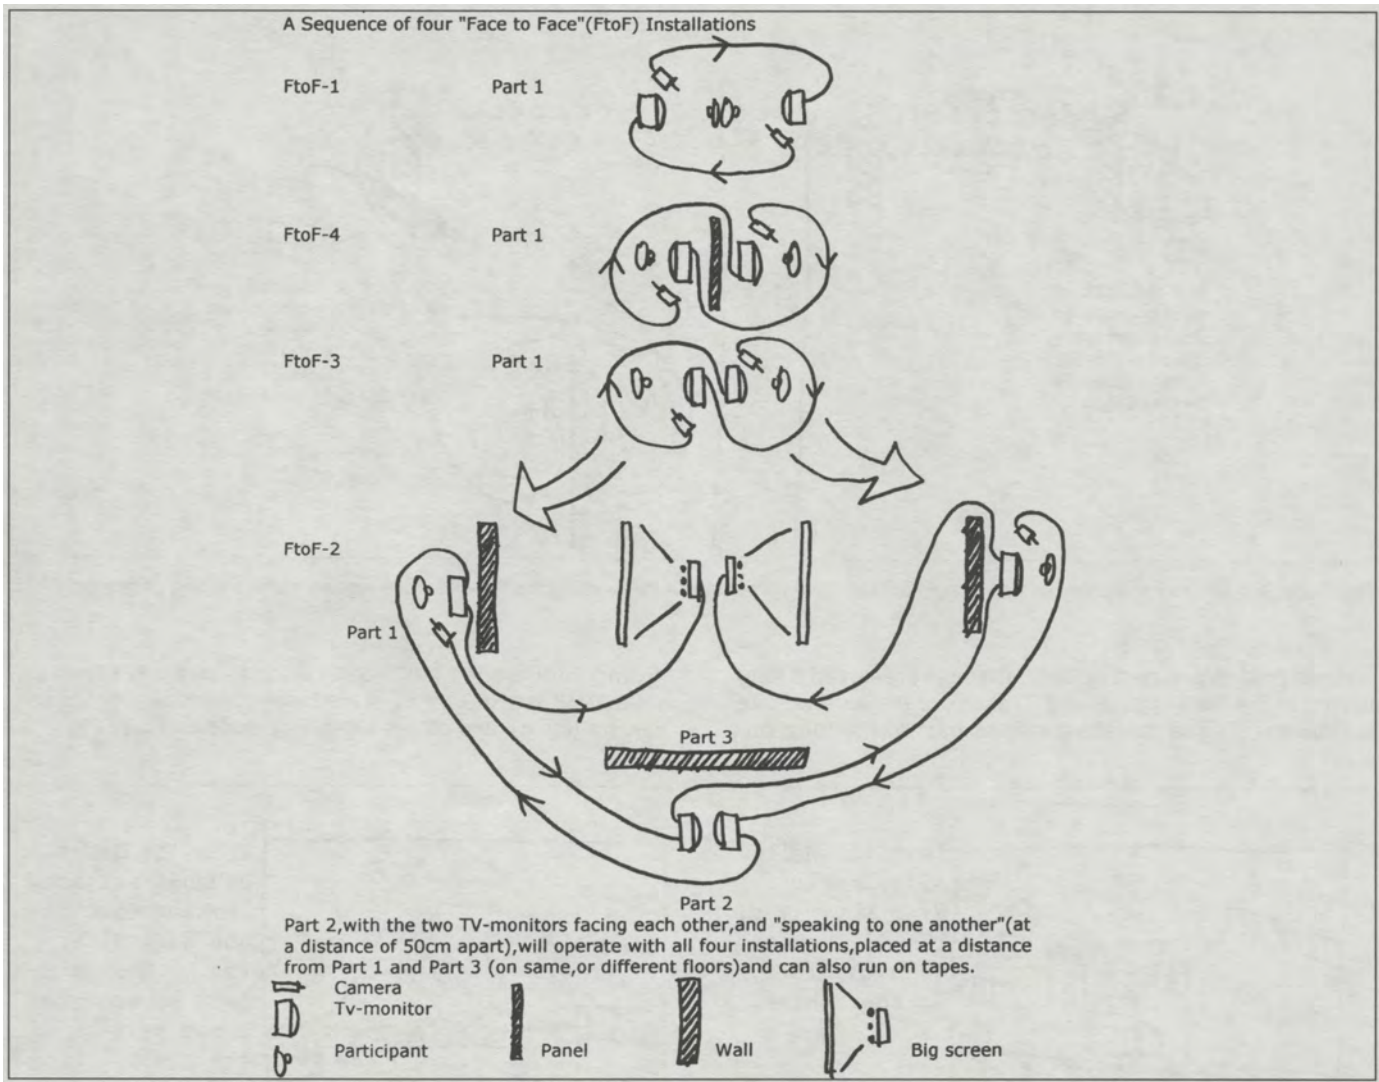 A Sequence of four "Face to Face"(FtoF) Installations
FtoF-1 Part 1
FtoF-4 Part 1
FtoF-3 Part 1
FtoF-2
Part 1
Part 3
Part 2
Part 2,with the two TV-monitors facing each other,and "speaking to one another"(at
a distance of 50cm apart),will operate with all four installations,placed at a distance
from Part 1 and Part 3 (on same,or different floors)and can also run on tapes.
Camera
Tv-monitor
Participant Panel Wall Big screen